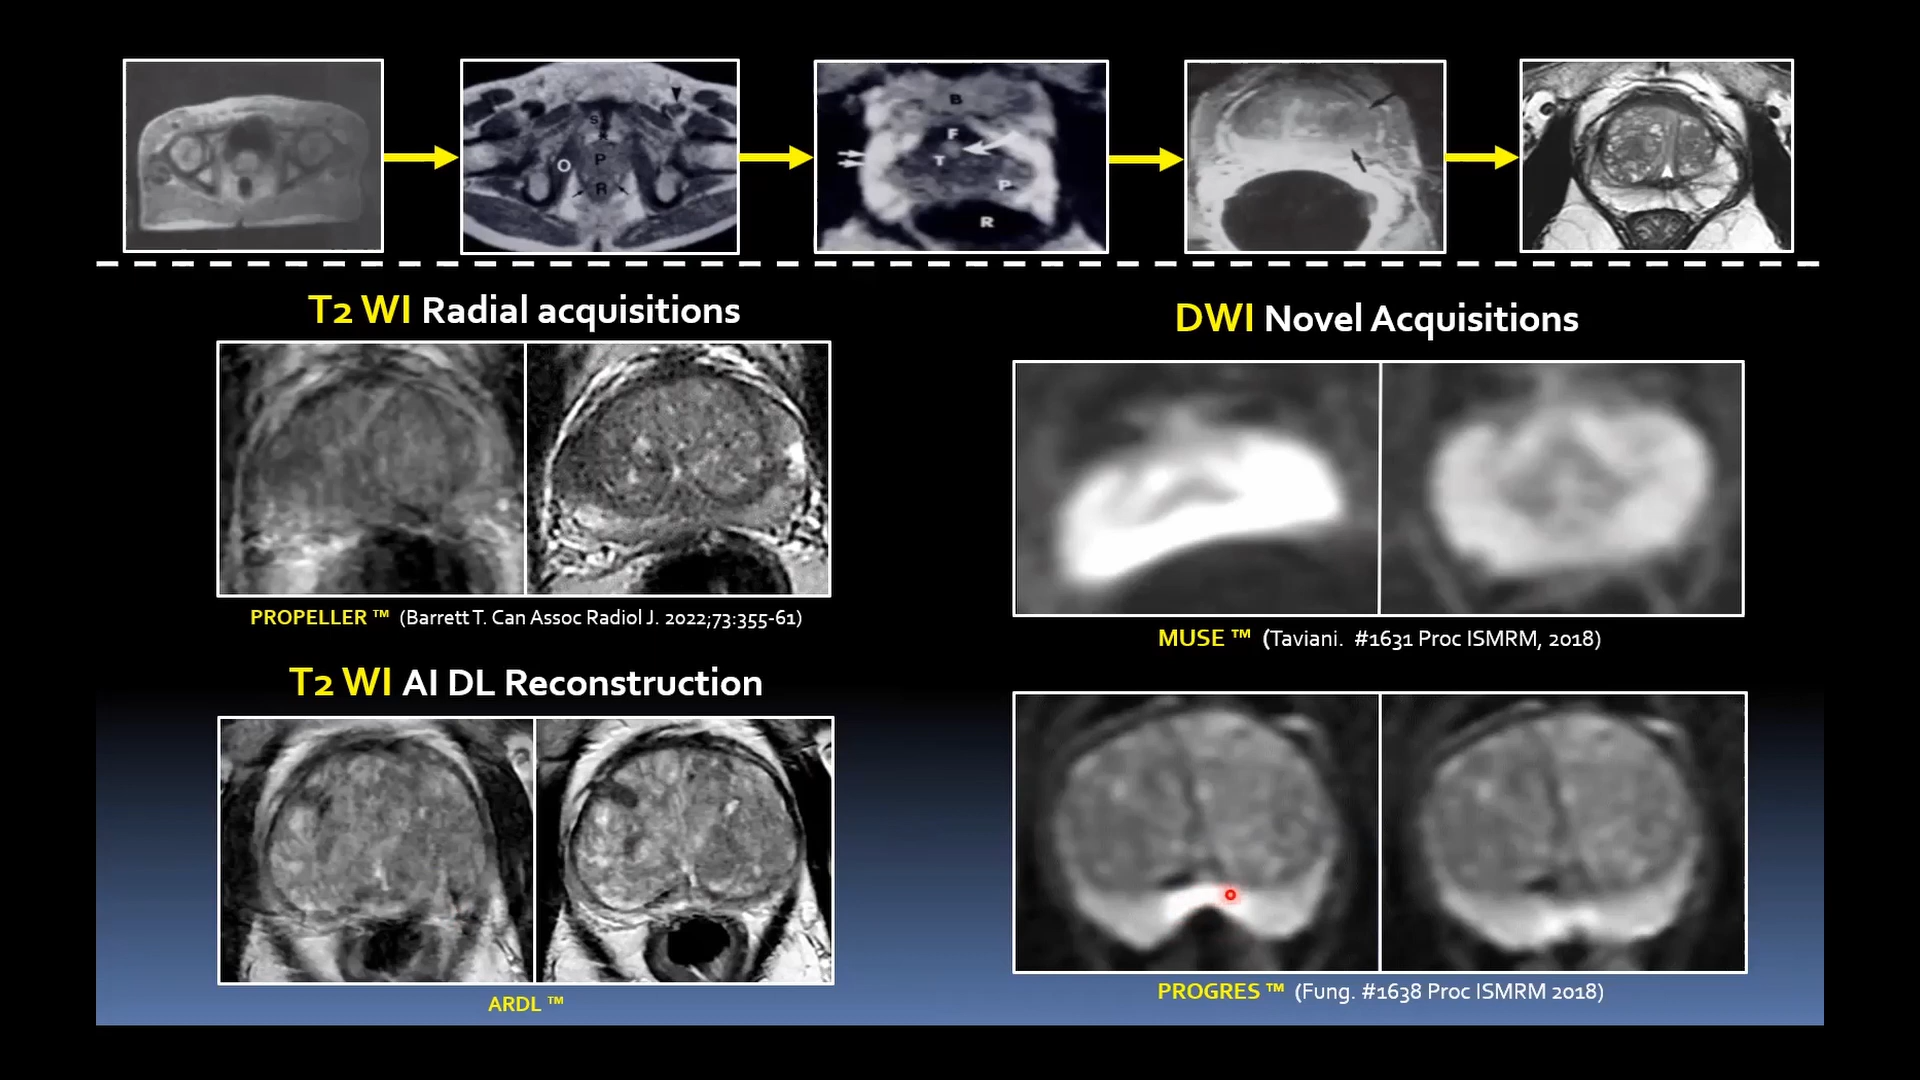 S
O
P
R
B
F
T
P
R
T2 WI Radial acquisitions
DWI Novel Acquisitions
PROPELLER ™ (Barrett T. Can Assoc Radiol J. 2022;73:355-61)
MUSE ™ (Taviani. #1631 Proc ISMRM, 2018)
T2 WI AI DL Reconstruction
ARDL ™
PROGRES ™ (Fung. #1638 Proc ISMRM 2018)